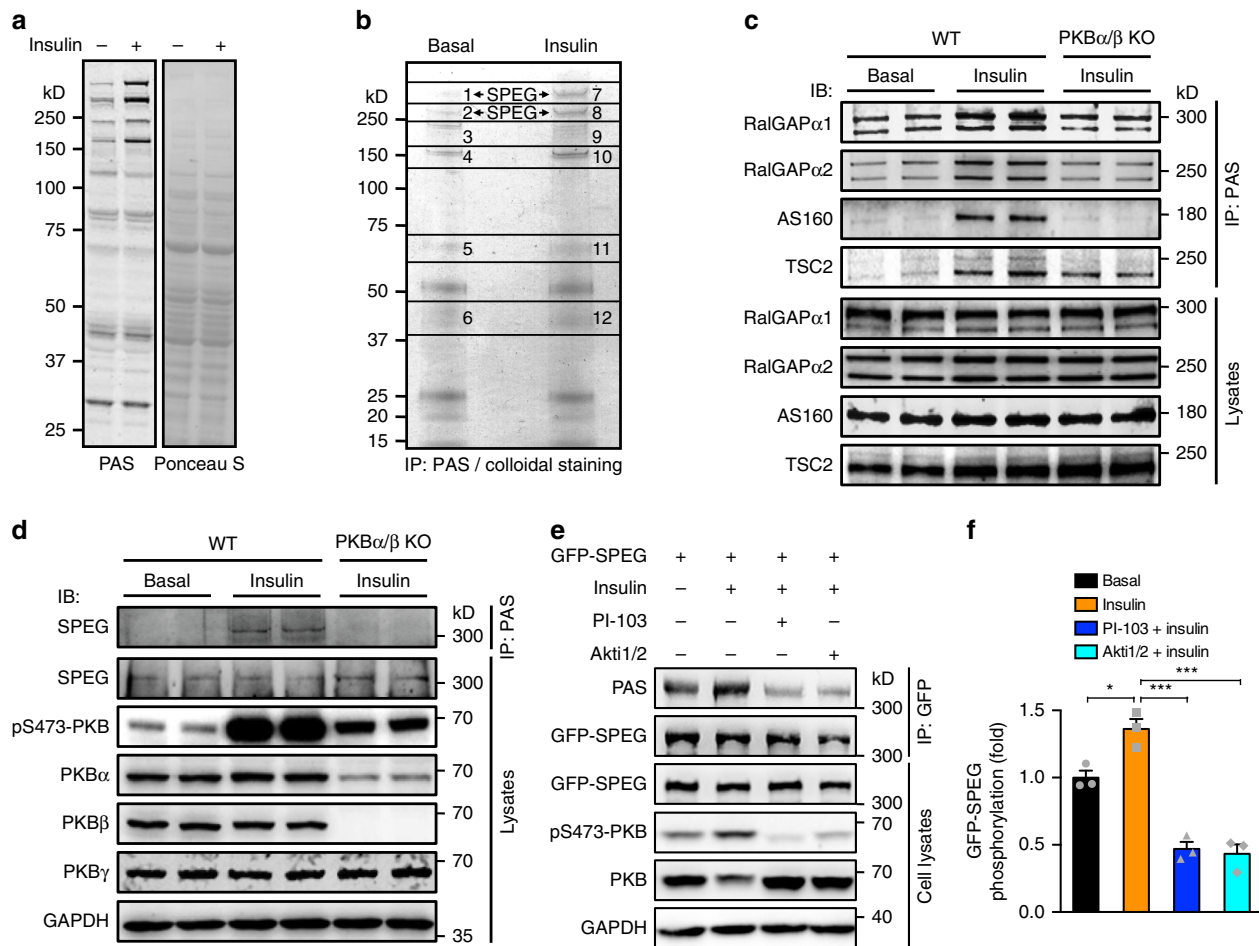 a
Insulin – + – +
kD
250
150
100
75
50
37
25
PAS Ponceau S
b
Basal Insulin
kD
250
150
100
75
50
37
25
20
15
1 SPEG 7
2 SPEG 8
3 9
4 10
5 11
6 12
IP: PAS / colloidal staining
c
WT PKBα/β KO
Basal Insulin Insulin
IB: kD
RalGAPα1 300
RalGAPα2 250
AS160 180
TSC2 250
IP: PAS
RalGAPα1 300
RalGAPα2 250
AS160 180
TSC2 250
Lysates
d
WT PKBα/β KO
Basal Insulin Insulin
IB: kD
SPEG 300
IP: PAS
SPEG 300
pS473-PKB 70
PKBα 70
PKBβ 70
PKBγ 70
GAPDH 35
Lysates
e
GFP-SPEG + + + +
Insulin – + + +
PI-103 – – + –
Akti1/2 – – – +
kD
PAS 300
GFP-SPEG 300
IP: GFP
GFP-SPEG 300
pS473-PKB 70
PKB 70
GAPDH 40
Cell lysates
f
Basal
Insulin
PI-103 + insulin
Akti1/2 + insulin
***
* ***
GFP-SPEG
phosphorylation (fold)
1.5
1.0
0.5
0.0